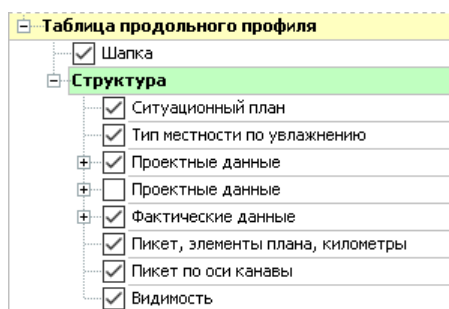 Таблица продольного профиля
Шапка
Структура
Ситуационный план
Тип местности по увлажнению
Проектные данные
Проектные данные
Фактические данные
Пикет, элементы плана, километры
Пикет по оси канавы
Видимость